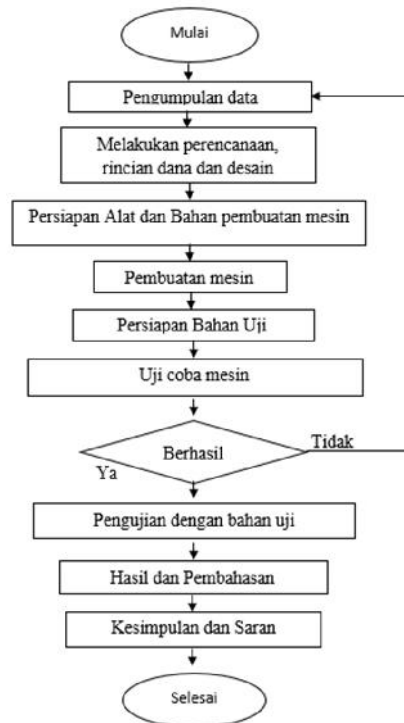 Mulai
Pengumpulan data
Melakukan perencanaan,
rincian dana dan desain
Persiapan Alat dan Bahan pembuatan mesin
Pembuatan mesin
Persiapan Bahan Uji
Uji coba mesin
Berhasil
Tidak
Ya
Pengujian dengan bahan uji
Hasil dan Pembahasan
Kesimpulan dan Saran
Selesai